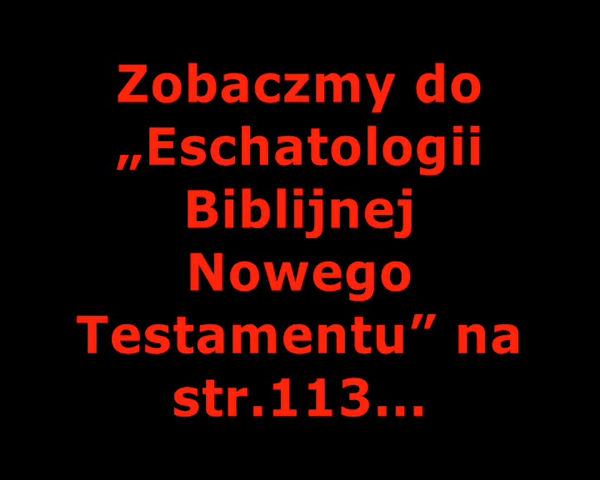 Zobaczmy do
„Eschatologii
Biblijnej
Nowego
Testamentu” na
str.113...